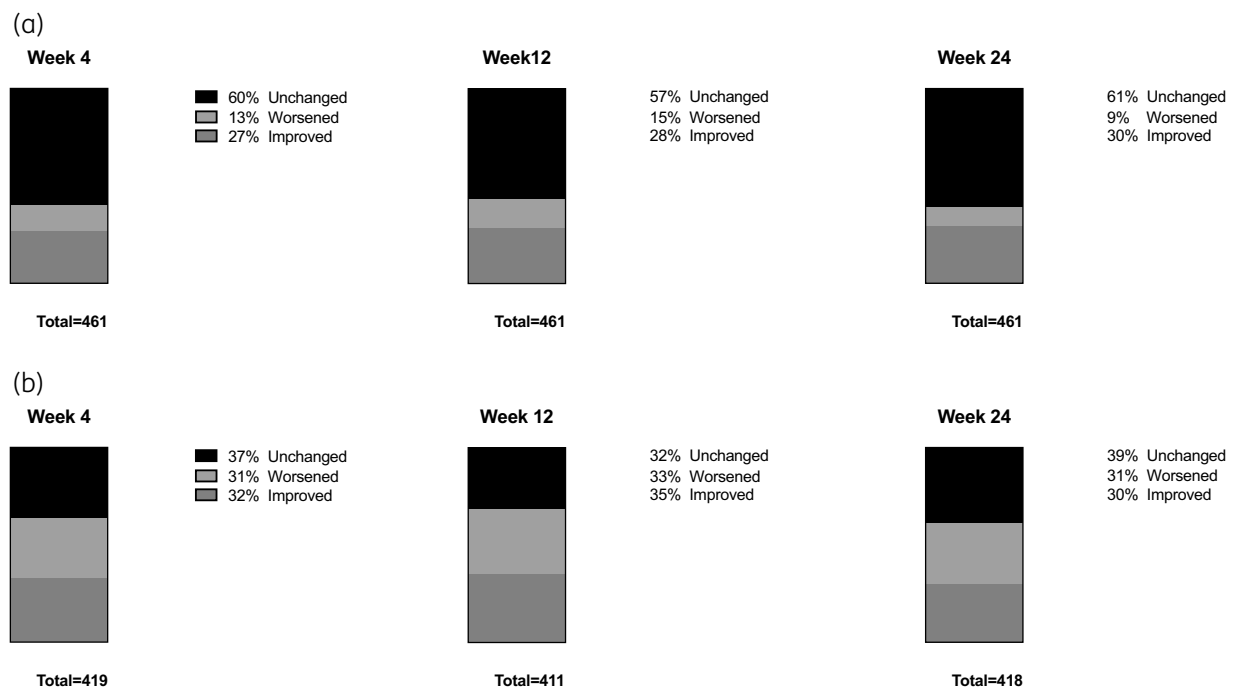 (a)
Week 4
Week12
Week 24
60% Unchanged
13% Worsened
27% Improved
57% Unchanged
15% Worsened
28% Improved
61% Unchanged
9% Worsened
30% Improved
Total=461
Total=461
Total=461
(b)
Week 4
Week 12
Week 24
37% Unchanged
31% Worsened
32% Improved
32% Unchanged
33% Worsened
35% Improved
39% Unchanged
31% Worsened
30% Improved
Total=419
Total=411
Total=418